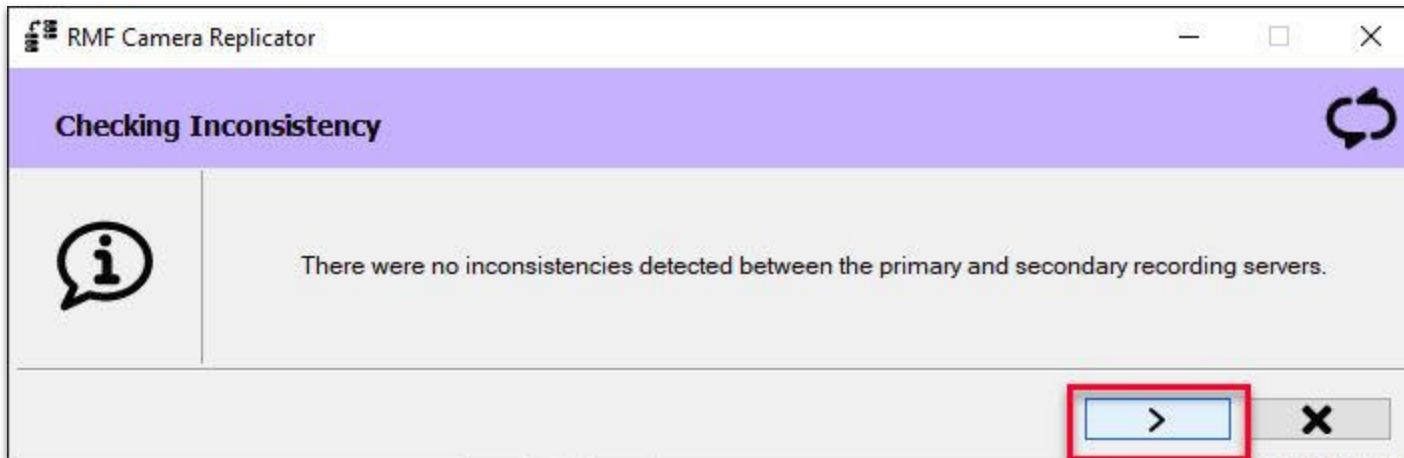 RMF Camera Replicator
Checking Inconsistency
There were no inconsistencies detected between the primary and secondary recording servers.